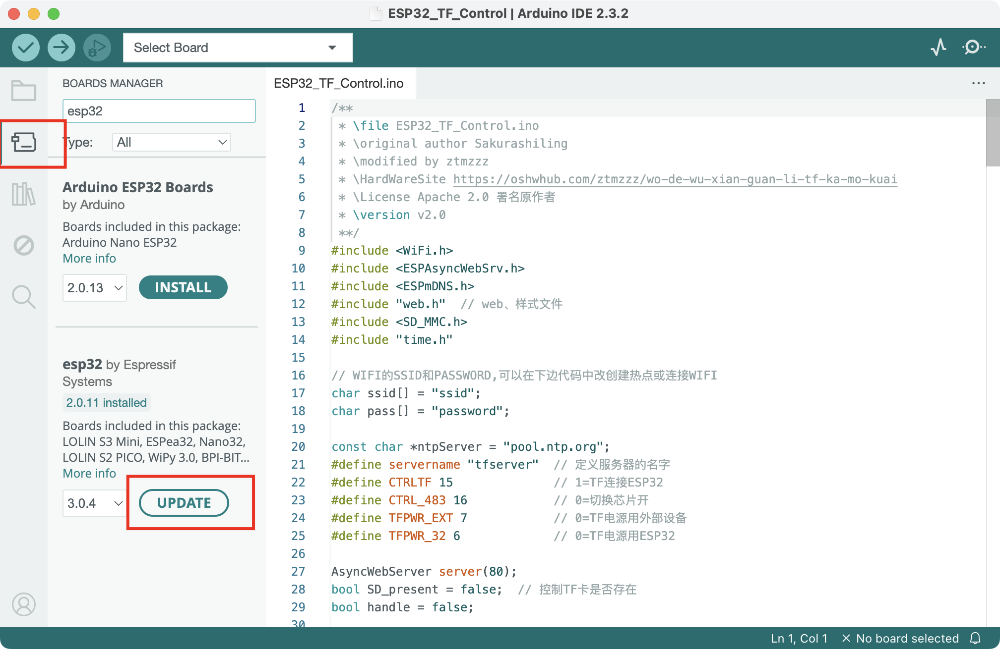 ESP32_TF_Control | Arduino IDE 2.3.2
Select Board
BOARDS MANAGER
esp32
Type: All
Arduino ESP32 Boards
by Arduino
Boards included in this package:
Arduino Nano ESP32
More info
2.0.13 INSTALL
esp32 by Espressif
Systems
2.0.11 installed
Boards included in this package:
LOLIN S3 Mini, ESPea32, Nano32,
LOLIN S2 PICO, WiPy 3.0, BPI-BIT...
More info
3.0.4 UPDATE
ESP32_TF_Control.ino
1 /**
2 * \file ESP32_TF_Control.ino
3 * \original author Sakurashiling
4 * \modified by ztmzzz
5 * \HardWareSite https://oshwhub.com/ztmzzz/wo-de-wu-xian-guan-li-tf-ka-mo-kuai
6 * \License Apache 2.0 署名原作者
7 * \version v2.0
8 **/
9 #include <WiFi.h>
10 #include <ESPAsyncWebSrv.h>
11 #include <ESPmDNS.h>
12 #include "web.h" // web、样式文件
13 #include <SD_MMC.h>
14 #include "time.h"
15
16 // WIFI的SSID和PASSWORD,可以在下边代码中改创建热点或连接WIFI
17 char ssid[] = "ssid";
18 char pass[] = "password";
19
20 const char *ntpServer = "pool.ntp.org";
21 #define servername "tfserver" // 定义服务器的名字
22 #define CTRLTF 15 // 1=TF连接ESP32
23 #define CTRL_483 16 // 0=切换芯片开
24 #define TFPWR_EXT 7 // 0=TF电源用外部设备
25 #define TFPWR_32 6 // 0=TF电源用ESP32
26
27 AsyncWebServer server(80);
28 bool SD_present = false; // 控制TF卡是否存在
29 bool handle = false;
30
Ln 1, Col 1 × No board selected